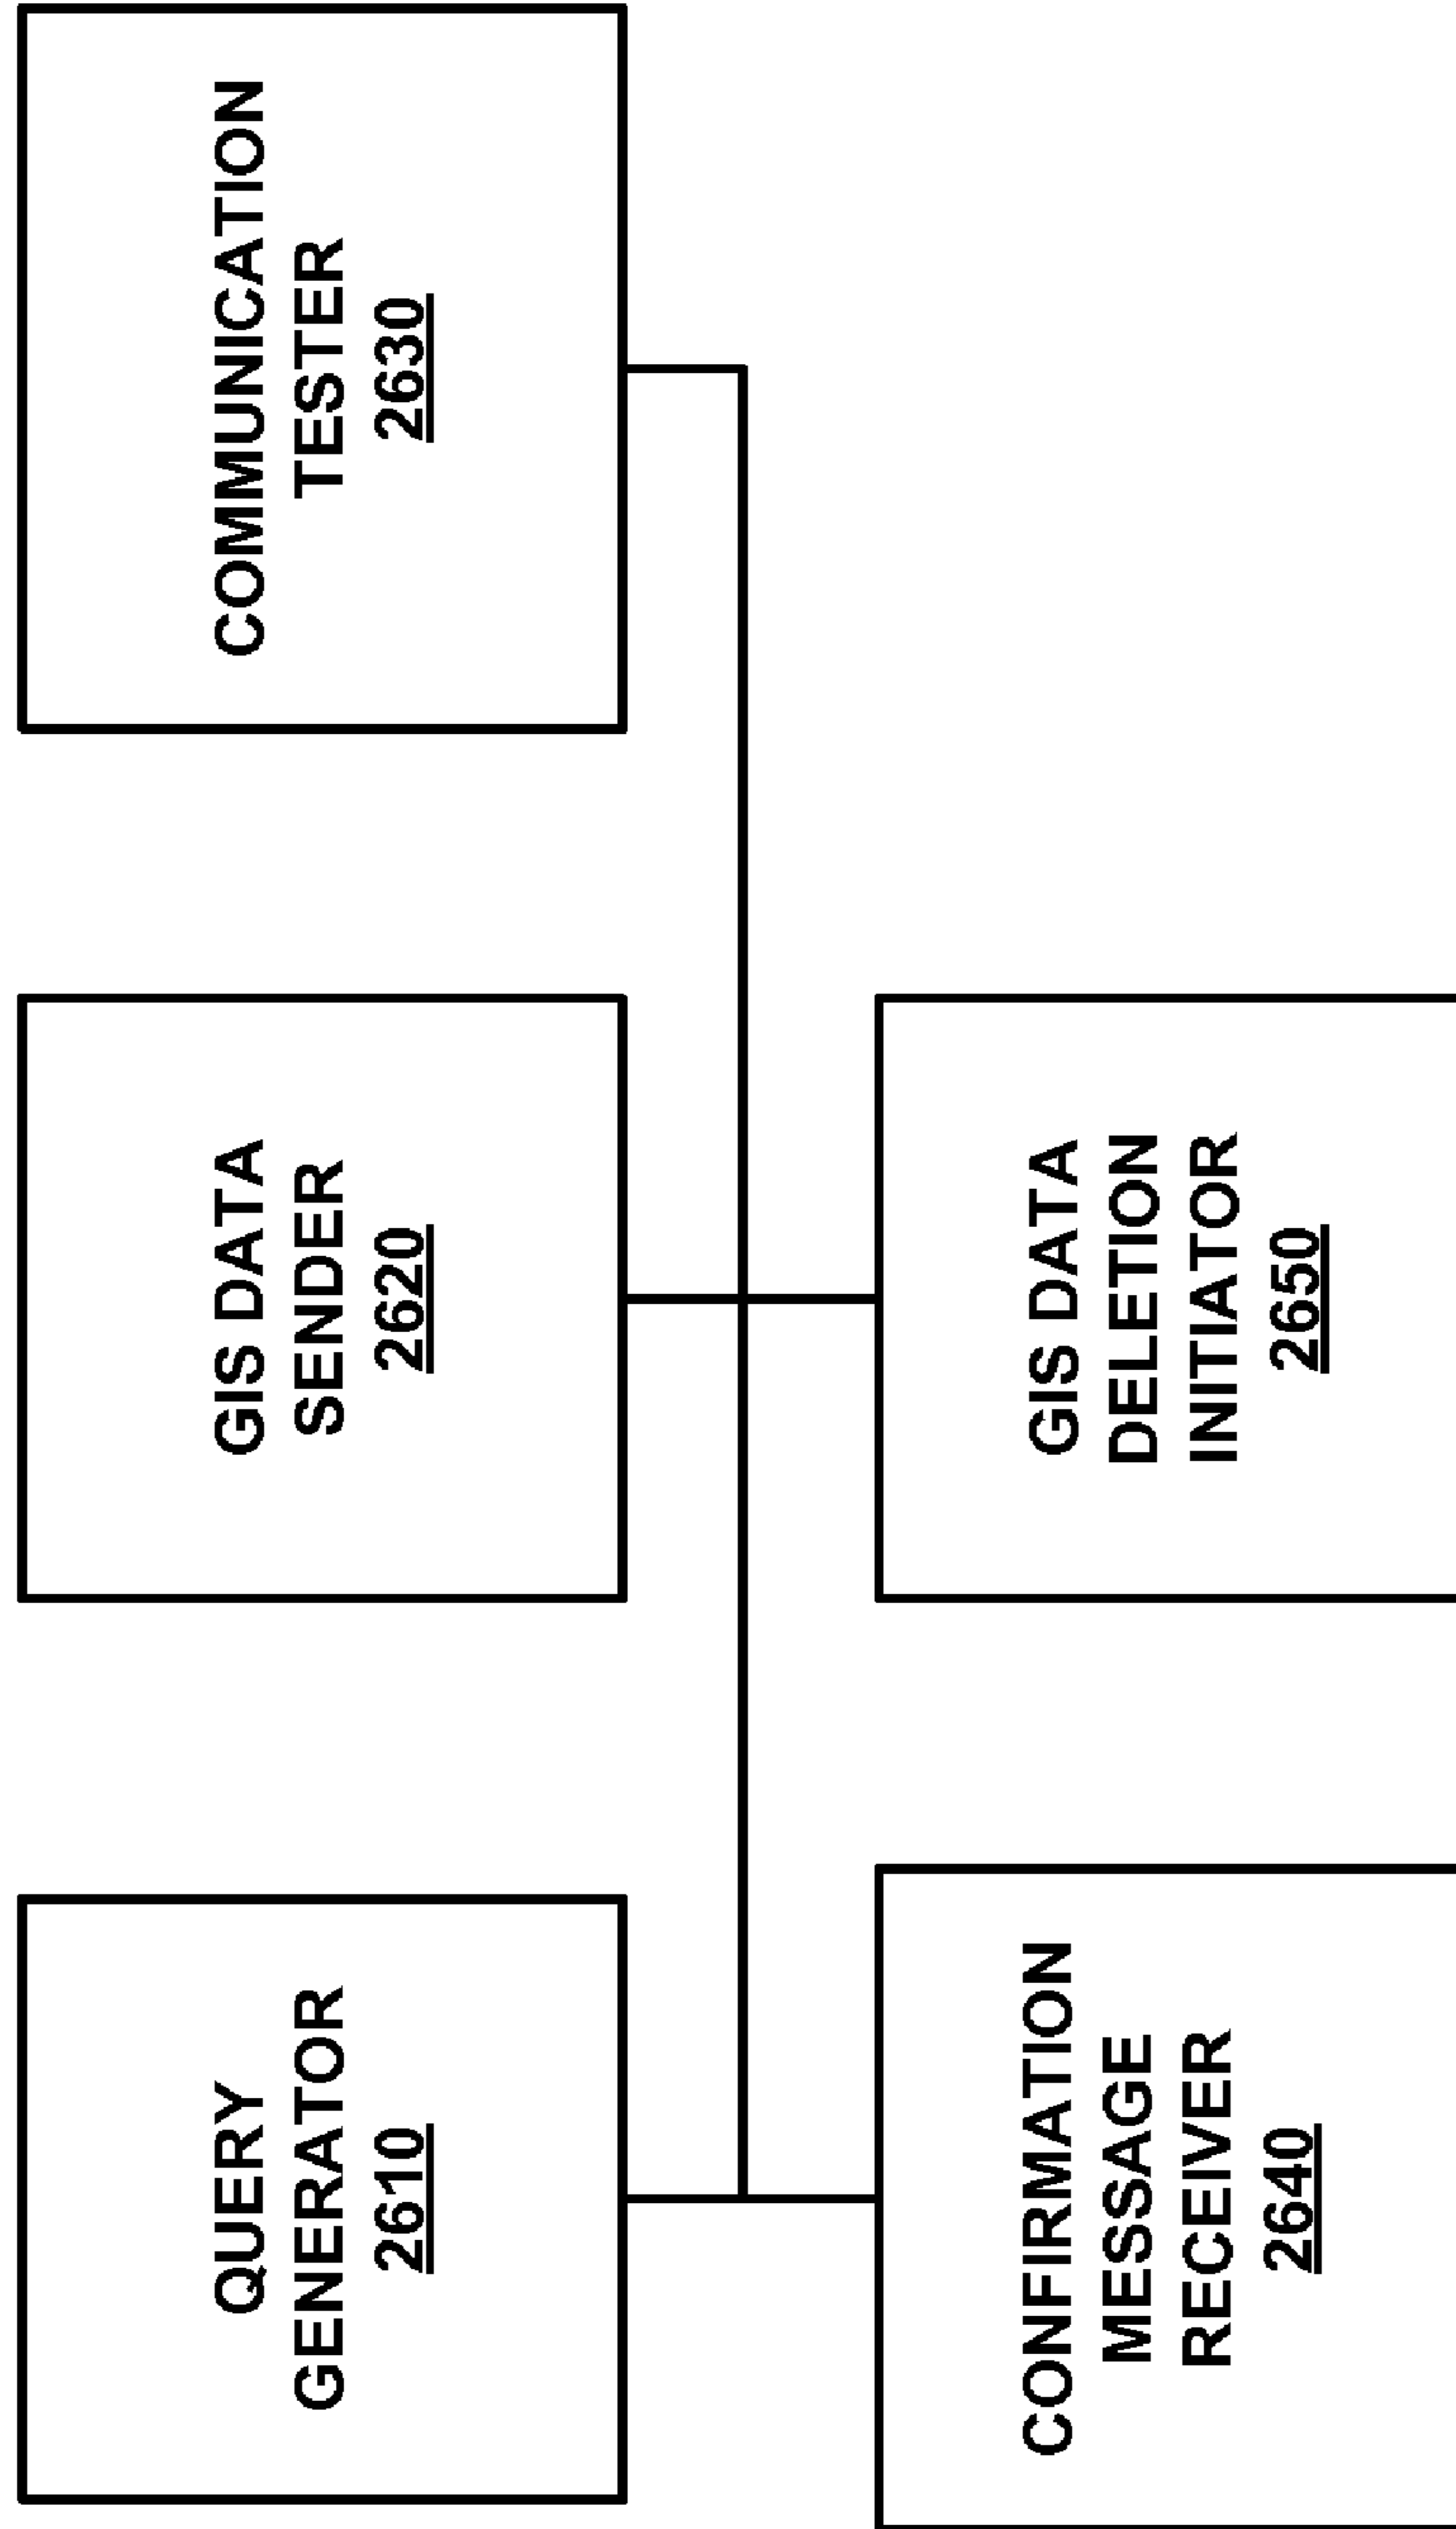 QUERY
GENERATOR
2610
GIS DATA
SENDER
2620
COMMUNICATION
TESTER
2630
CONFIRMATION
MESSAGE
RECEIVER
2640
GIS DATA
DELETION
INITIATOR
2650